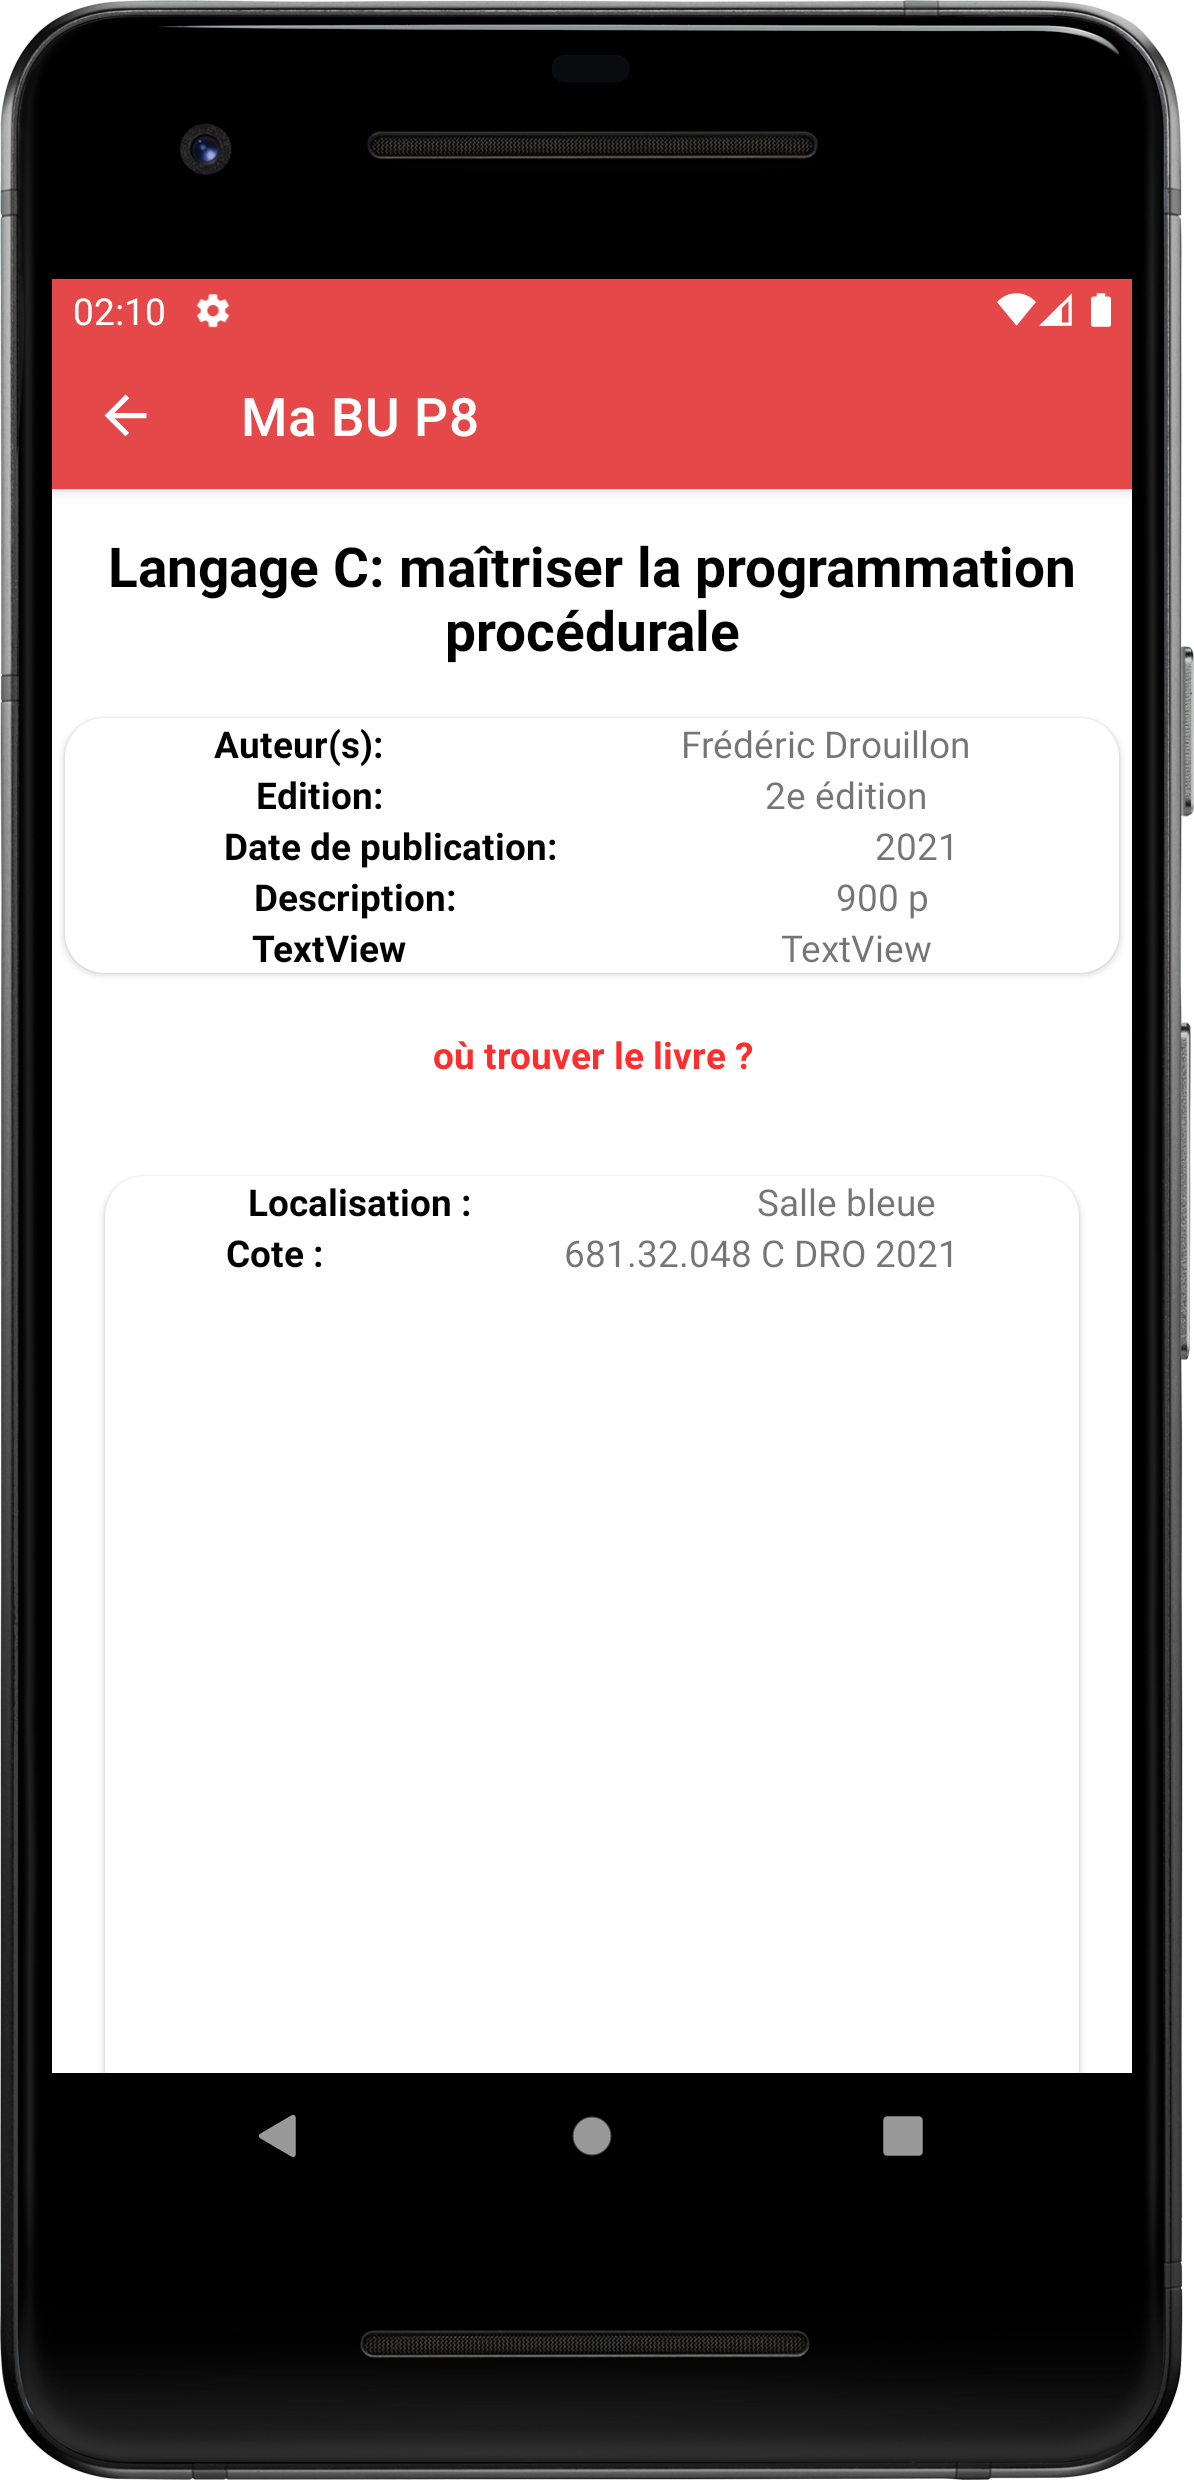 02:10
Ma BU P8
Langage C: maîtriser la programmation
procédurale
Auteur(s): Frédéric Drouillon
Edition: 2e édition
Date de publication: 2021
Description: 900 p
TextView TextView
où trouver le livre ?
Localisation : Salle bleue
Cote : 681.32.048 C DRO 2021